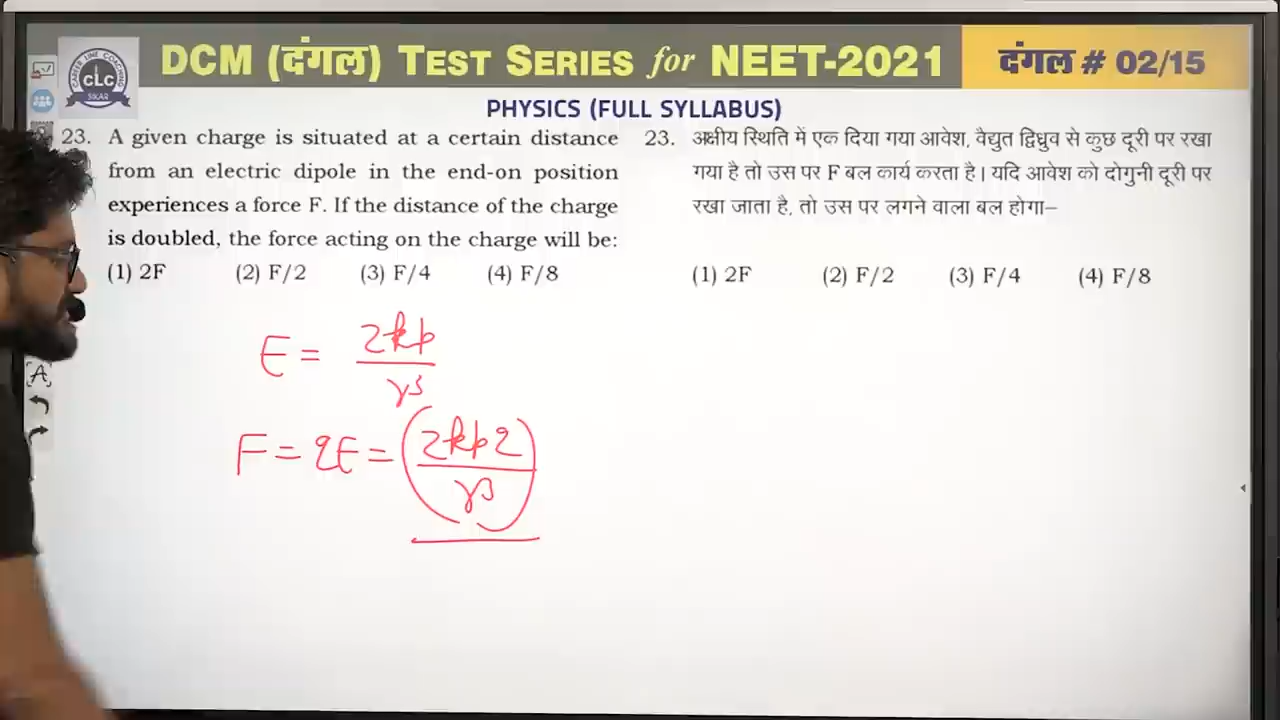 DCM (दंगल) TEST SERIES for NEET-2021
दंगल # 02/15
CLC
SIKAR
PHYSICS (FULL SYLLABUS)
23. A given charge is situated at a certain distance
from an electric dipole in the end-on position
experiences a force F. If the distance of the charge
is doubled, the force acting on the charge will be:
(1) 2F (2) F/2 (3) F/4 (4) F/8
23. अक्षीय स्थिति में एक दिया गया आवेश, वैद्युत द्विध्रुव से कुछ दूरी पर रखा
गया है तो उस पर F बल कार्य करता है। यदि आवेश को दोगुनी दूरी पर
रखा जाता है, तो उस पर लगने वाला बल होगा–
(1) 2F (2) F/2 (3) F/4 (4) F/8
E = 2kp/r³
F = qE = (2kpq/r³)